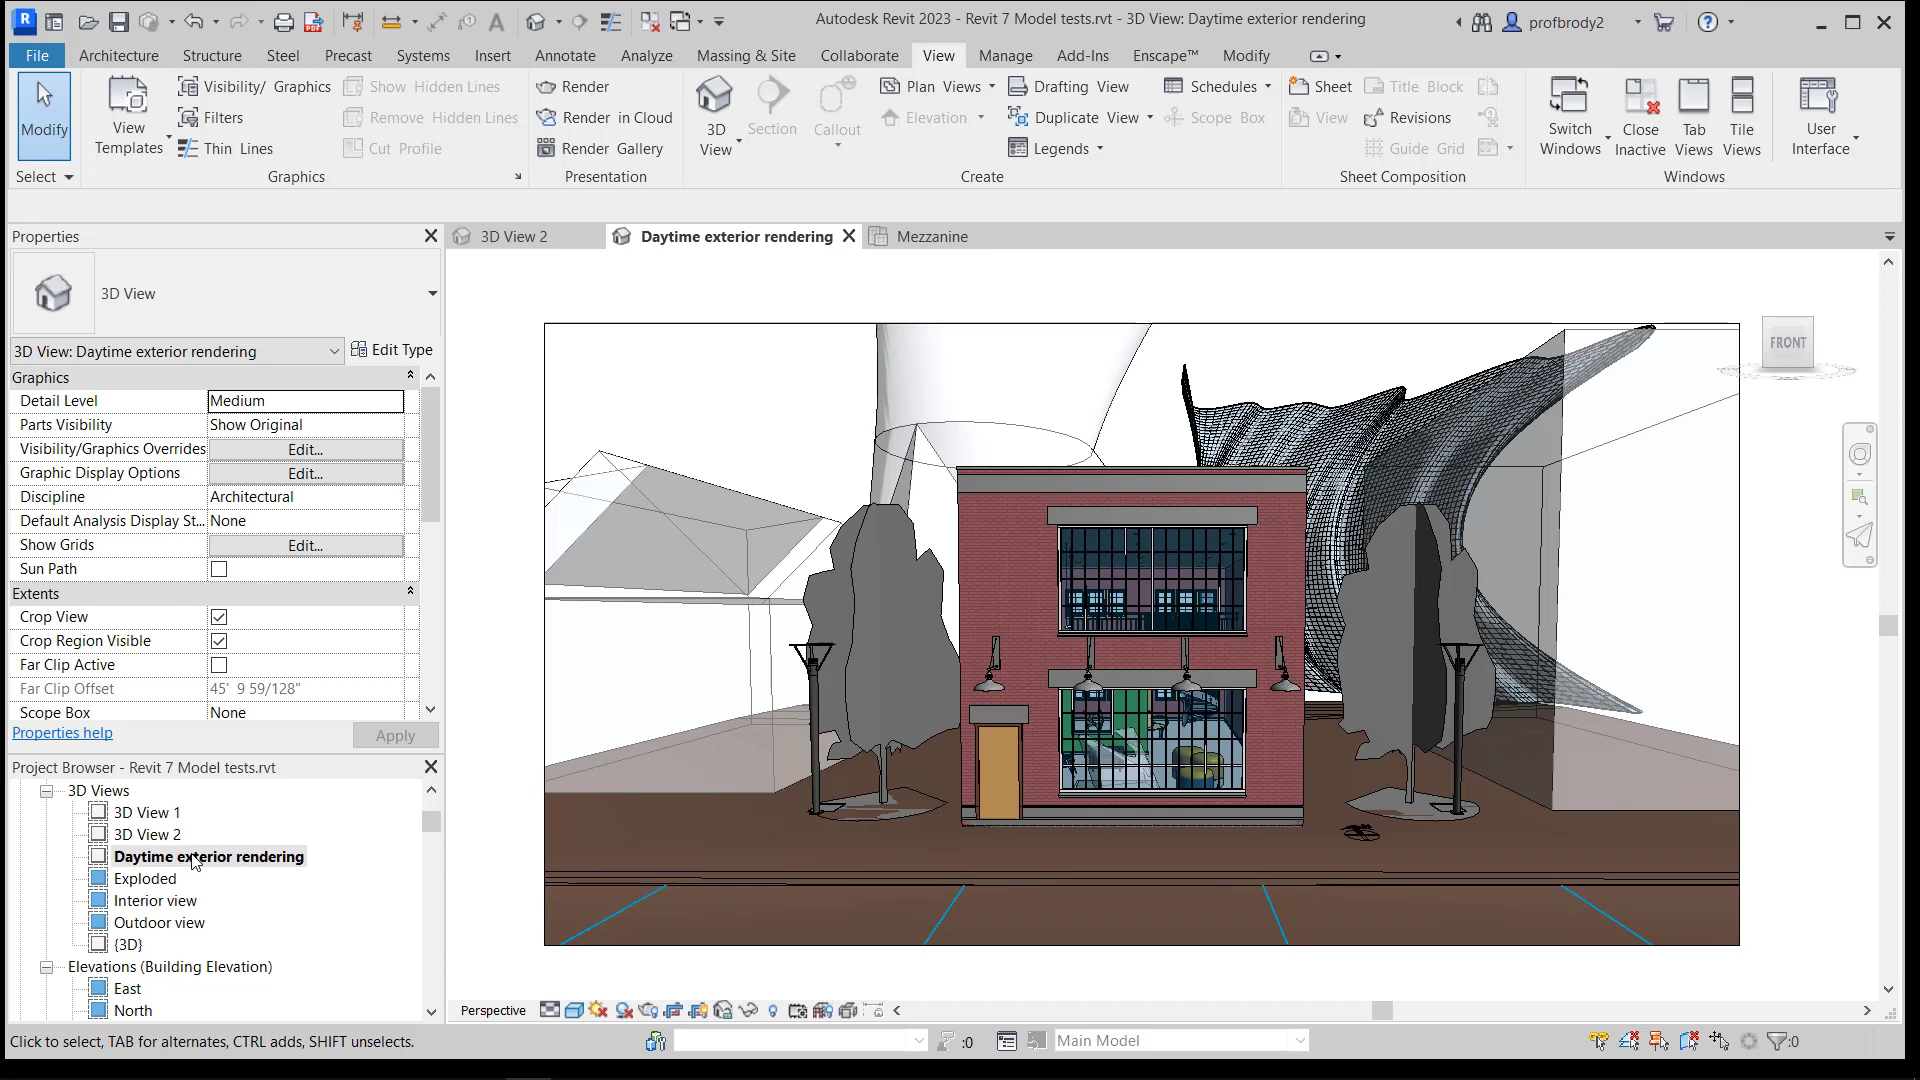 Autodesk Revit 2023 - Revit 7 Model tests.rvt - 3D View: Daytime exterior rendering
profbrody2
File Architecture Structure Steel Precast Systems Insert Annotate Analyze Massing & Site Collaborate View Manage Add-Ins Enscape™ Modify
Modify
Select
View Templates
Visibility/ Graphics
Filters
Thin Lines
Show Hidden Lines
Remove Hidden Lines
Cut Profile
Graphics
Render
Render in Cloud
Render Gallery
Presentation
3D View
Section
Callout
Plan Views
Elevation
Drafting View
Duplicate View
Legends
Schedules
Scope Box
Create
Sheet
View
Title Block
Revisions
Guide Grid
Sheet Composition
Switch Windows
Close Inactive
Tab Views
Tile Views
Windows
User Interface
Properties
3D View
3D View: Daytime exterior rendering
Edit Type
Graphics
Detail Level Medium
Parts Visibility Show Original
Visibility/Graphics Overrides Edit...
Graphic Display Options Edit...
Discipline Architectural
Default Analysis Display St... None
Show Grids Edit...
Sun Path
Extents
Crop View
Crop Region Visible
Far Clip Active
Far Clip Offset 45' 9 59/128"
Scope Box None
Properties help
Apply
Project Browser - Revit 7 Model tests.rvt
3D Views
3D View 1
3D View 2
Daytime exterior rendering
Exploded
Interior view
Outdoor view
{3D}
Elevations (Building Elevation)
East
North
3D View 2
Daytime exterior rendering
Mezzanine
FRONT
Perspective
Click to select, TAB for alternates, CTRL adds, SHIFT unselects.
:0
Main Model
:0